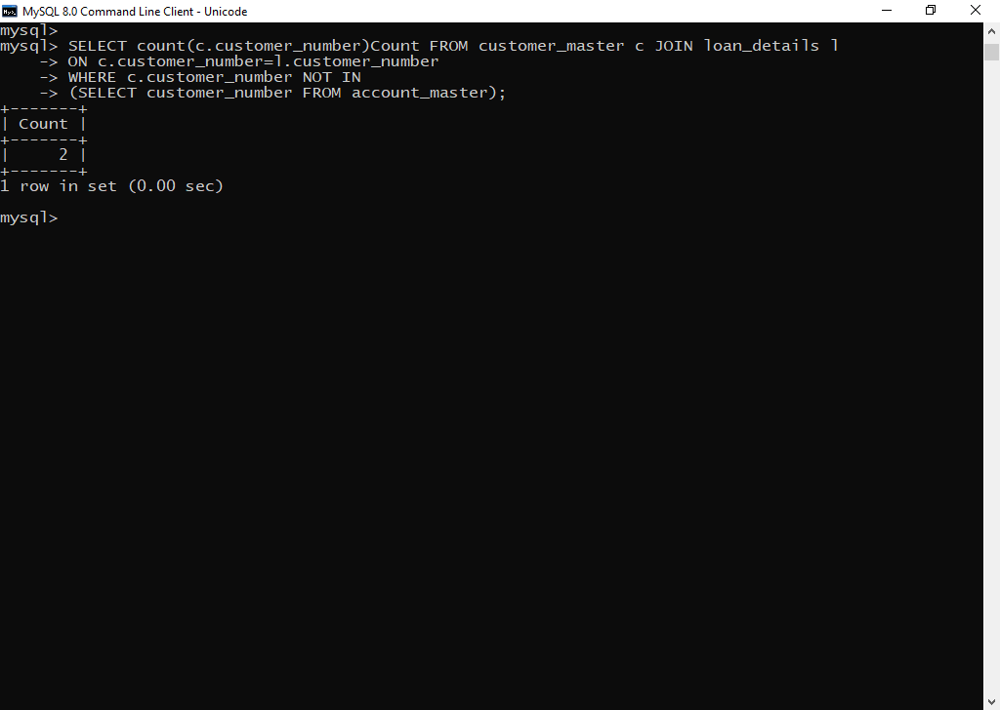 MySQL 8.0 Command Line Client - Unicode
mysql>
mysql> SELECT count(c.customer_number)Count FROM customer_master c JOIN loan_details l
    -> ON c.customer_number=l.customer_number
    -> WHERE c.customer_number NOT IN
    -> (SELECT customer_number FROM account_master);
+-------+
| Count |
+-------+
|     2 |
+-------+
1 row in set (0.00 sec)
mysql>